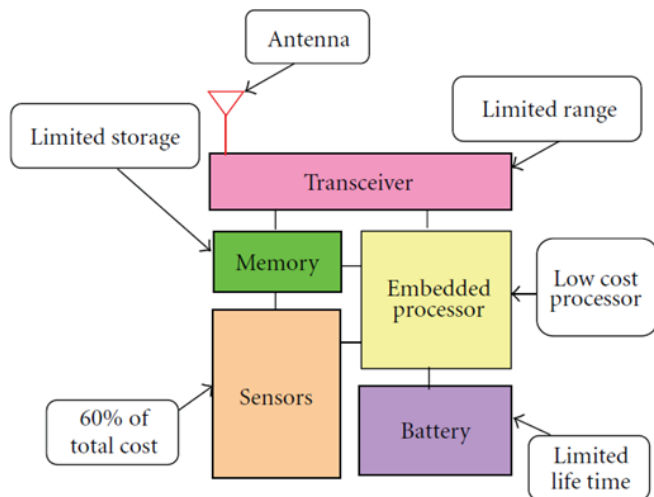 Antenna
Limited storage
Limited range
Transceiver
Memory
Embedded
processor
Low cost
processor
Sensors
60% of
total cost
Battery
Limited
life time